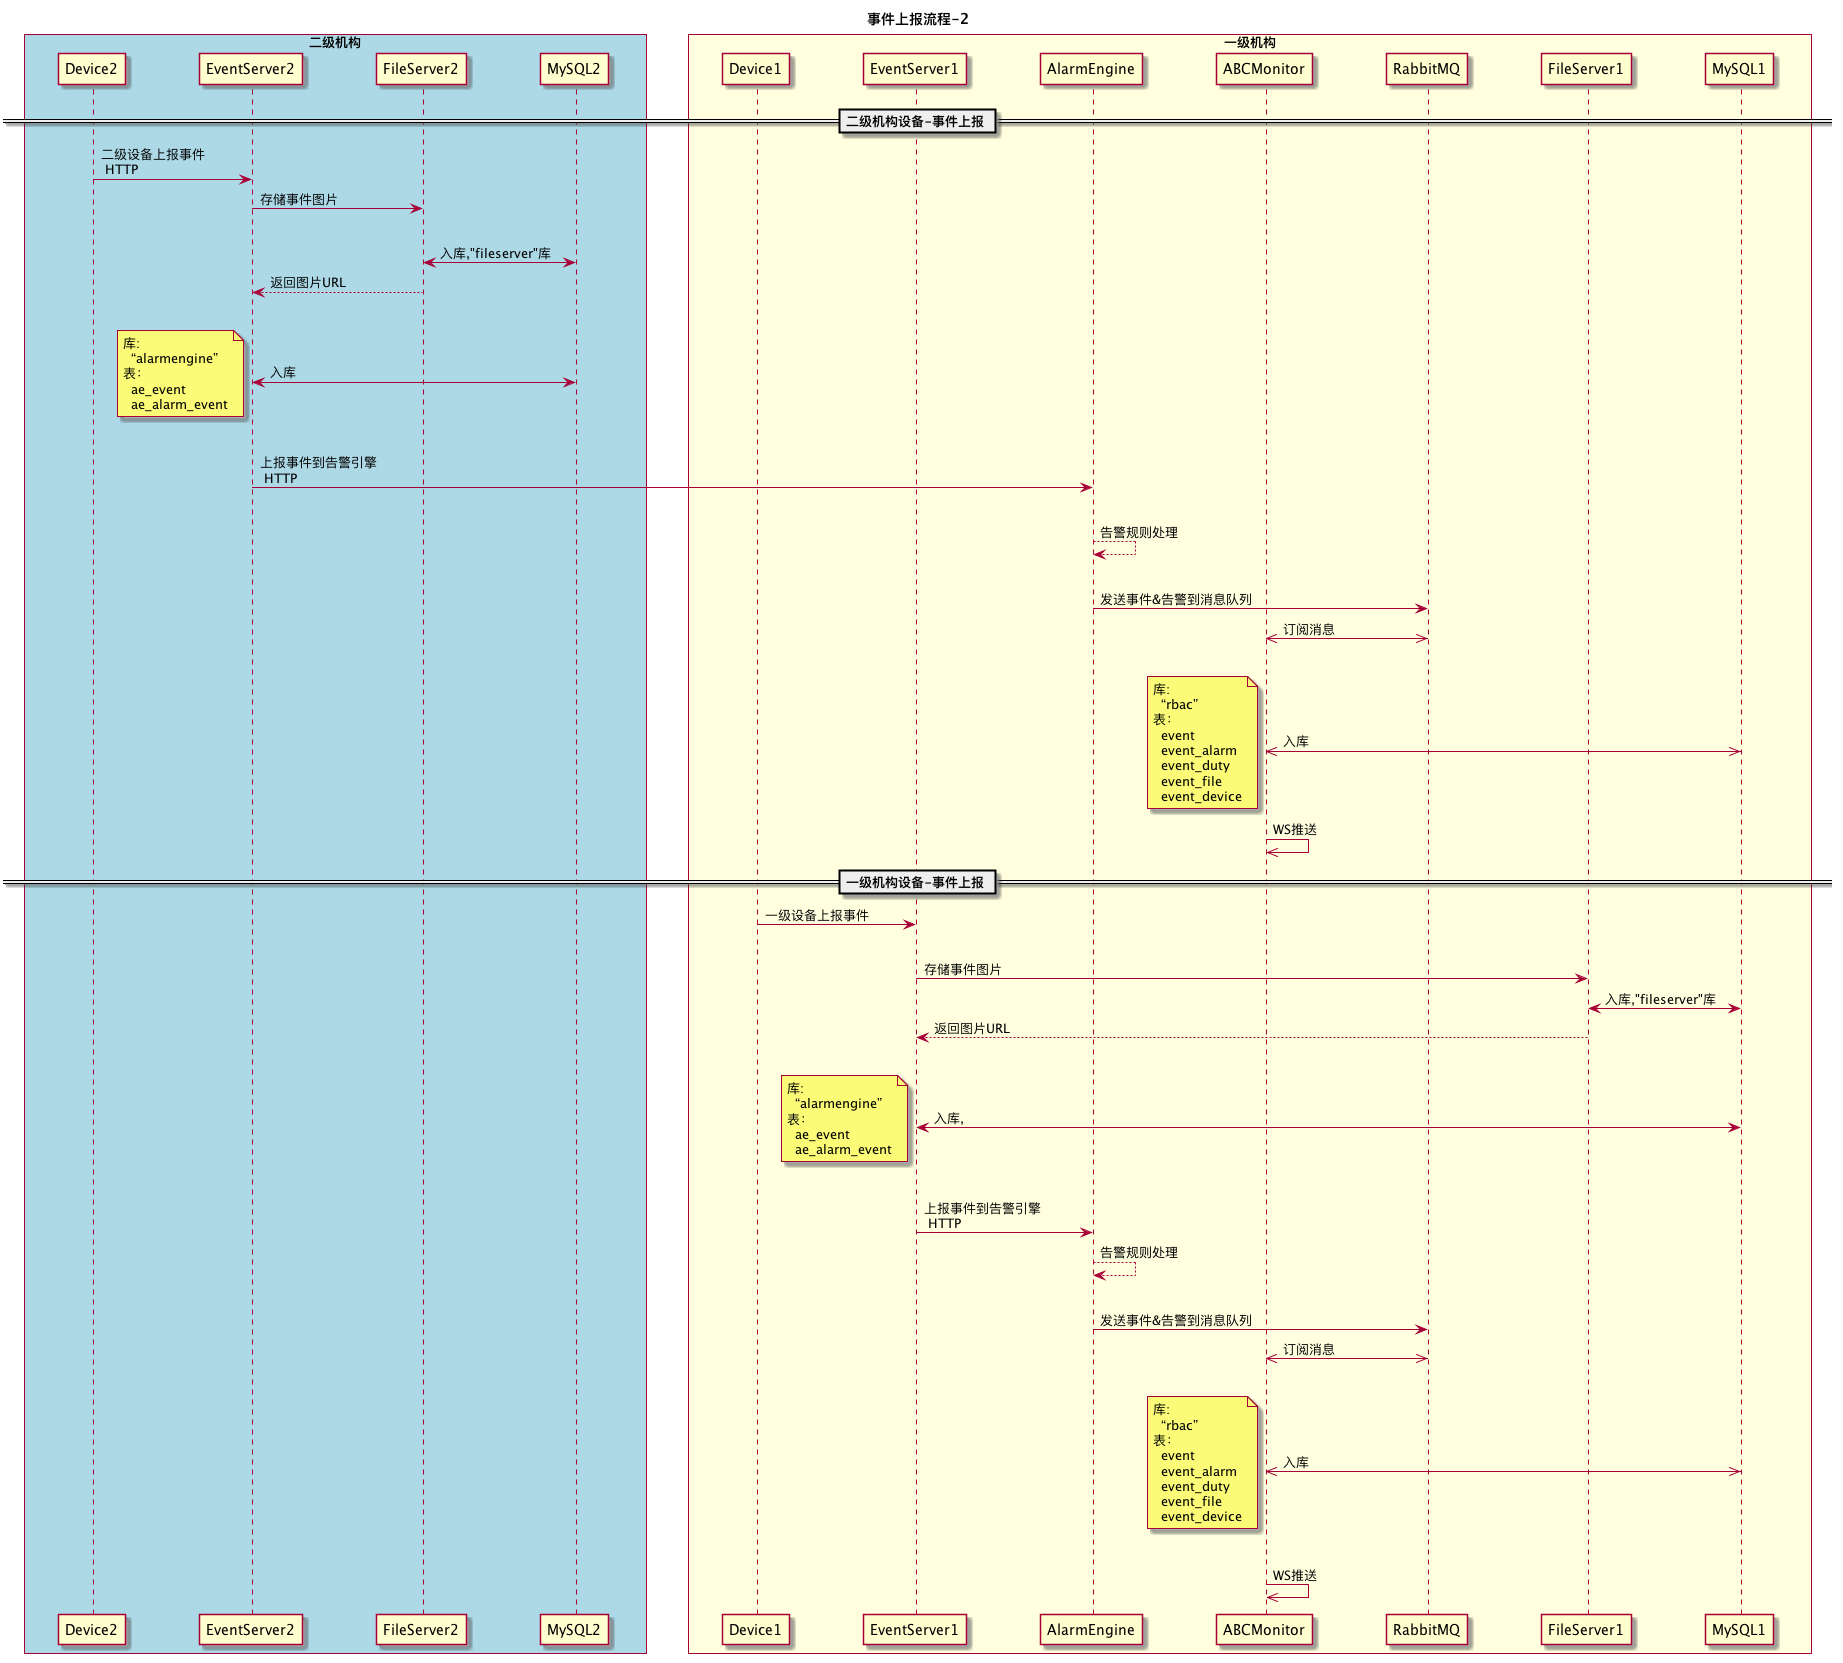 事件上报流程-2
二级机构
一级机构
Device2
EventServer2
FileServer2
MySQL2
Device1
EventServer1
AlarmEngine
ABCMonitor
RabbitMQ
FileServer1
MySQL1
二级机构设备-事件上报
二级设备上报事件
HTTP
存储事件图片
入库,"fileserver"库
返回图片URL
库:
“alarmengine”
表:
ae_event
ae_alarm_event
入库
上报事件到告警引擎
HTTP
告警规则处理
发送事件&告警到消息队列
订阅消息
库:
“rbac”
表:
event
event_alarm
event_duty
event_file
event_device
入库
WS推送
一级机构设备-事件上报
一级设备上报事件
存储事件图片
入库,"fileserver"库
返回图片URL
库:
“alarmengine”
表:
ae_event
ae_alarm_event
入库,
上报事件到告警引擎
HTTP
告警规则处理
发送事件&告警到消息队列
订阅消息
库:
“rbac”
表:
event
event_alarm
event_duty
event_file
event_device
入库
WS推送
Device2
EventServer2
FileServer2
MySQL2
Device1
EventServer1
AlarmEngine
ABCMonitor
RabbitMQ
FileServer1
MySQL1